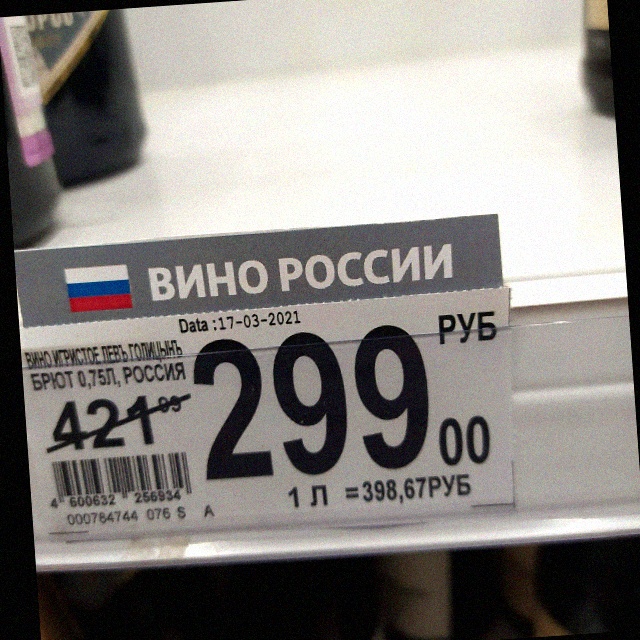 ВИНО РОССИИ
Data :17-03-2021
ВИНО ИГРИСТОЕ ЛЕВЪ ГОЛИЦЫНЪ
БРЮТ 0,75Л, РОССИЯ
421 99
299 00 РУБ
1 Л =398,67РУБ
4 600632 256934
000784744 076 S A